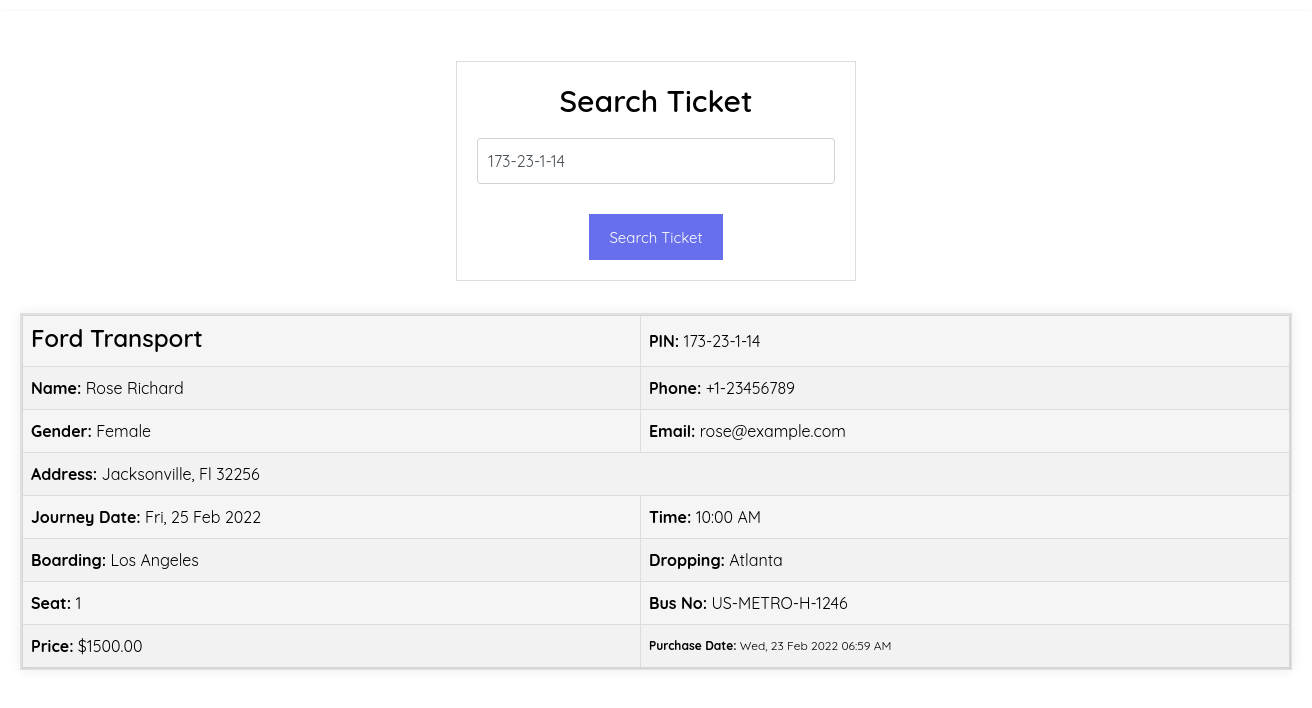 Search Ticket
173-23-1-14
Search Ticket
Ford Transport
PIN: 173-23-1-14
Name: Rose Richard
Phone: +1-23456789
Gender: Female
Email: rose@example.com
Address: Jacksonville, Fl 32256
Journey Date: Fri, 25 Feb 2022
Time: 10:00 AM
Boarding: Los Angeles
Dropping: Atlanta
Seat: 1
Bus No: US-METRO-H-1246
Price: $1500.00
Purchase Date: Wed, 23 Feb 2022 06:59 AM